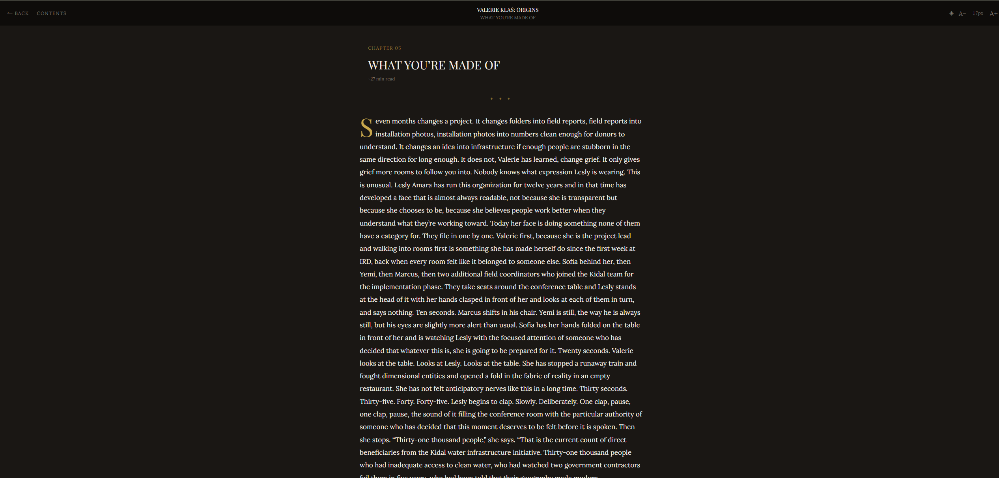 ← BACK
CONTENTS
VALERIE KLAŚ: ORIGINS
WHAT YOU'RE MADE OF
☀ A− 17px A+
CHAPTER 05
WHAT YOU’RE MADE OF
~27 min read
✦ ✦ ✦
Seven months changes a project. It changes folders into field reports, field reports into
installation photos, installation photos into numbers clean enough for donors to
understand. It changes an idea into infrastructure if enough people are stubborn in the
same direction for long enough. It does not, Valerie has learned, change grief. It only gives
grief more rooms to follow you into. Nobody knows what expression Lesly is wearing. This
is unusual. Lesly Amara has run this organization for twelve years and in that time has
developed a face that is almost always readable, not because she is transparent but
because she chooses to be, because she believes people work better when they
understand what they’re working toward. Today her face is doing something none of them
have a category for. They file in one by one. Valerie first, because she is the project lead
and walking into rooms first is something she has made herself do since the first week at
IRD, back when every room felt like it belonged to someone else. Sofia behind her, then
Yemi, then Marcus, then two additional field coordinators who joined the Kidal team for
the implementation phase. They take seats around the conference table and Lesly stands
at the head of it with her hands clasped in front of her and looks at each of them in turn,
and says nothing. Ten seconds. Marcus shifts in his chair. Yemi is still, the way he is always
still, but his eyes are slightly more alert than usual. Sofia has her hands folded on the table
in front of her and is watching Lesly with the focused attention of someone who has
decided that whatever this is, she is going to be prepared for it. Twenty seconds. Valerie
looks at the table. Looks at Lesly. Looks at the table. She has stopped a runaway train and
fought dimensional entities and opened a fold in the fabric of reality in an empty
restaurant. She has not felt anticipatory nerves like this in a long time. Thirty seconds.
Thirty-five. Forty. Forty-five. Lesly begins to clap. Slowly. Deliberately. One clap, pause,
one clap, pause, the sound of it filling the conference room with the particular authority of
someone who has decided that this moment deserves to be felt before it is spoken. Then
she stops. “Thirty-one thousand people,” she says. “That is the current count of direct
beneficiaries from the Kidal water infrastructure initiative. Thirty-one thousand people
who had inadequate access to clean water, who had watched two government contractors
fail them in five years, who had been told that their geography made modern